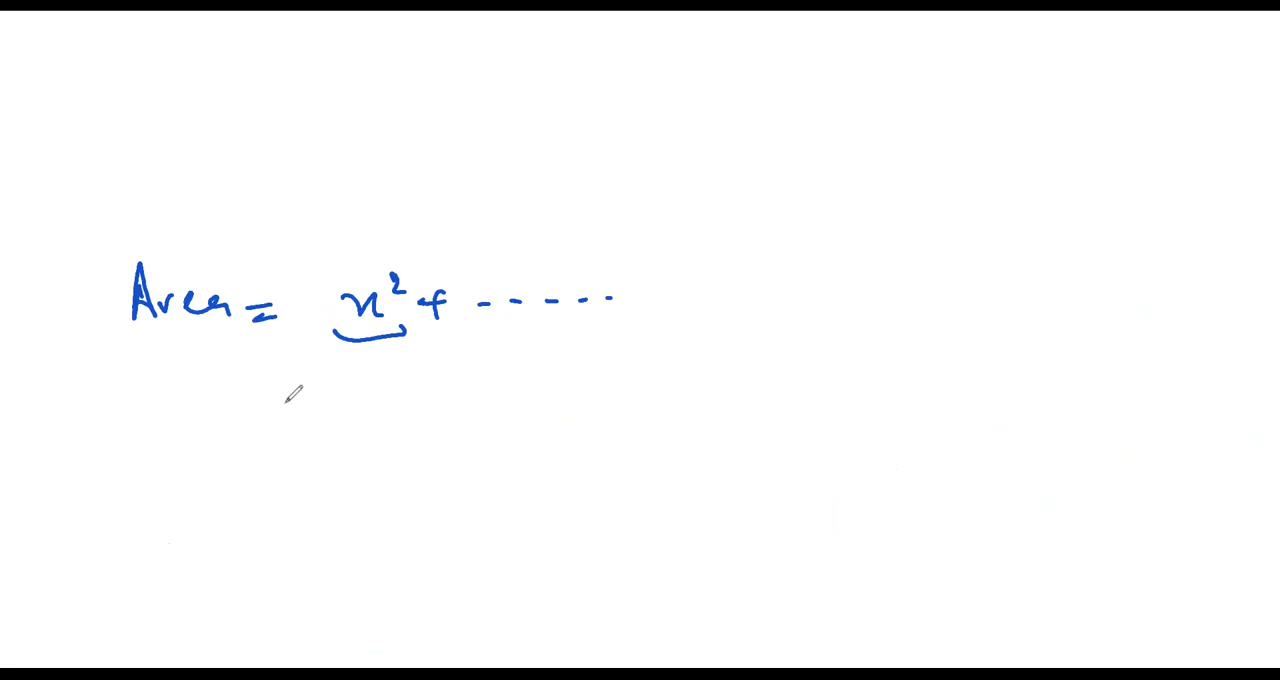 Area = x² + -----